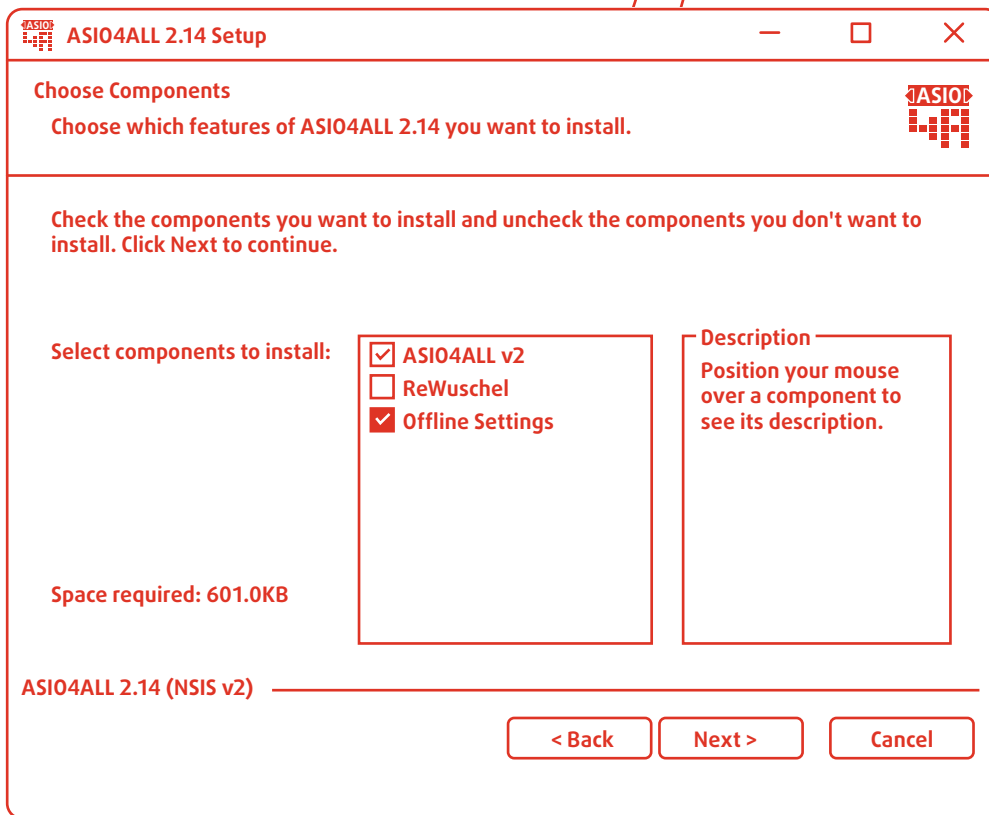 ASIO
ASIO4ALL 2.14 Setup
Choose Components
Choose which features of ASIO4ALL 2.14 you want to install.
ASIO
Check the components you want to install and uncheck the components you don't want to
install. Click Next to continue.
Select components to install:
ASIO4ALL v2
ReWuschel
Offline Settings
Description
Position your mouse
over a component to
see its description.
Space required: 601.0KB
ASIO4ALL 2.14 (NSIS v2)
< Back
Next >
Cancel